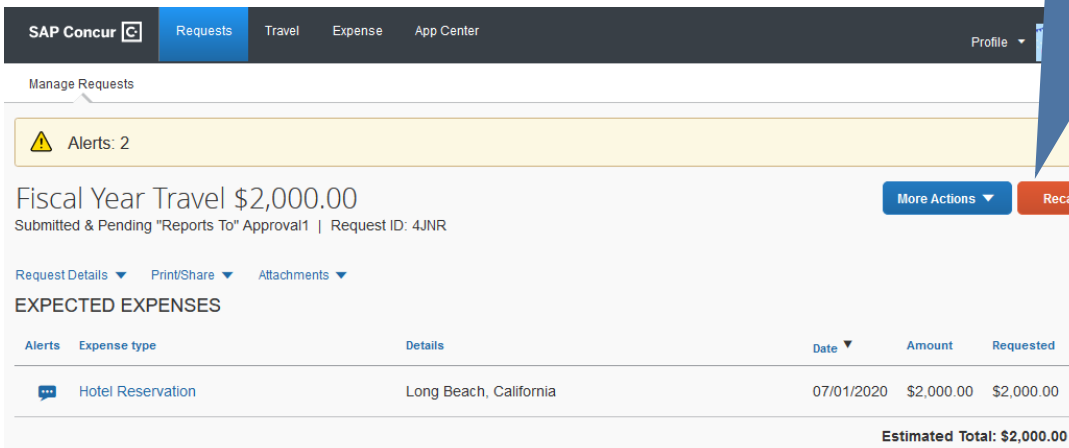 SAP Concur C Requests Travel Expense App Center Profile
Manage Requests
Alerts: 2
Fiscal Year Travel $2,000.00
More Actions
Submitted & Pending "Reports To" Approval1 | Request ID: 4JNR
Request Details Print/Share Attachments
EXPECTED EXPENSES
Alerts Expense type Details Date Amount Requested
Hotel Reservation Long Beach, California 07/01/2020 $2,000.00 $2,000.00
Estimated Total: $2,000.00